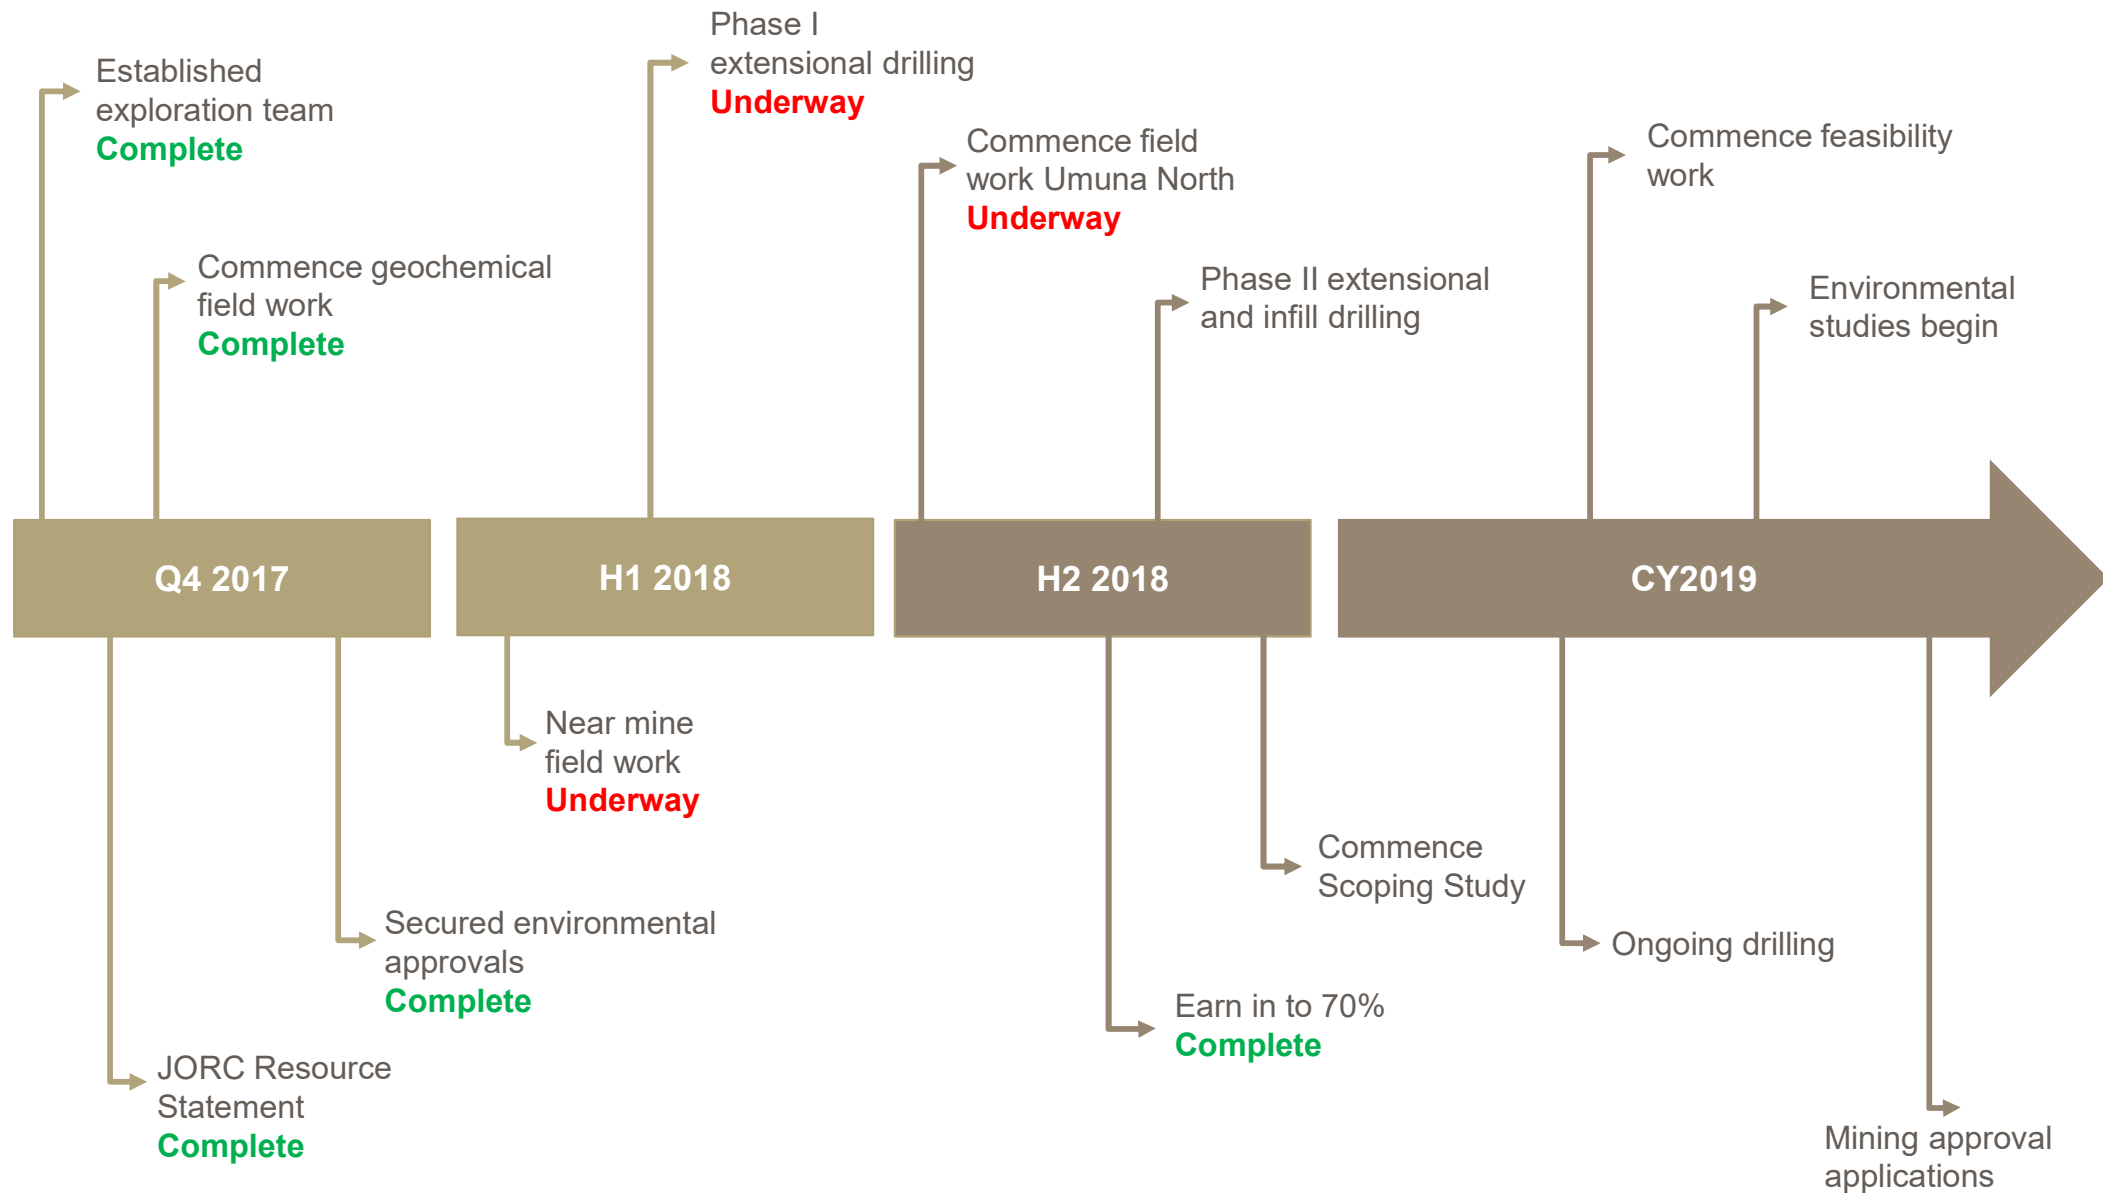 Phase I
extensional drilling
Underway
Established
exploration team
Complete
Commence field
work Umuna North
Underway
Commence feasibility
work
Commence geochemical
field work
Complete
Phase II extensional
and infill drilling
Environmental
studies begin
Q4 2017
H1 2018
H2 2018
CY2019
Near mine
field work
Underway
Commence
Scoping Study
Secured environmental
approvals
Complete
Ongoing drilling
Earn in to 70%
Complete
JORC Resource
Statement
Complete
Mining approval
applications